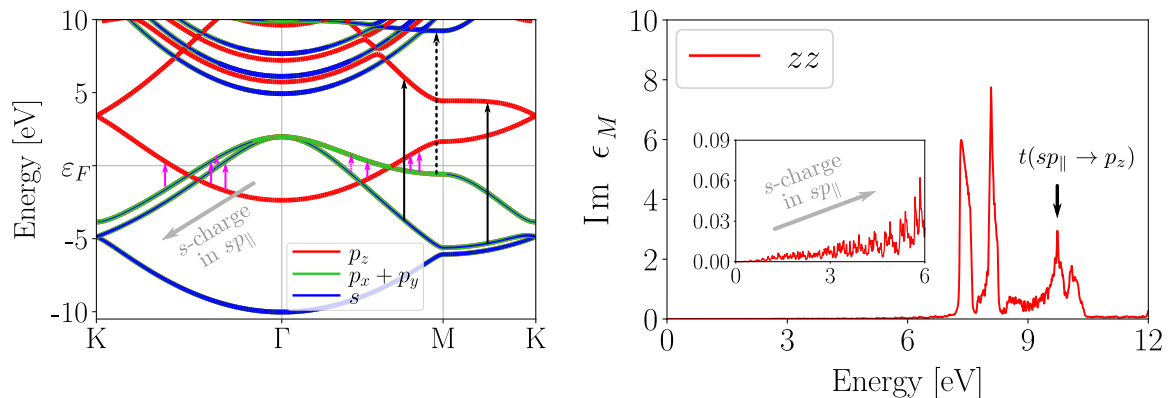 10
5
ε_F
-5
-10
Energy [eV]
K
Γ
M
K
s-charge
in sp∥
p_z
p_x + p_y
s
10
8
6
4
2
0
Im ϵ_M
zz
0.09
0.06
0.03
0.00
0
3
6
s-charge
in sp∥
t(sp∥ → p_z)
0
3
6
9
12
Energy [eV]